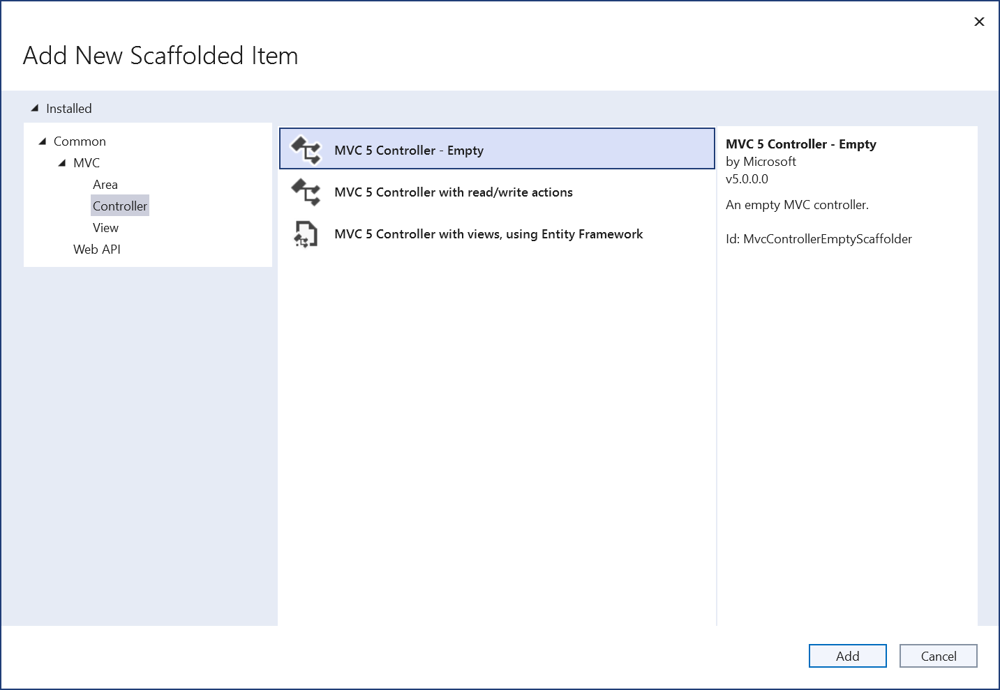 Add New Scaffolded Item
Installed
Common
MVC
Area
Controller
View
Web API
MVC 5 Controller - Empty
MVC 5 Controller with read/write actions
MVC 5 Controller with views, using Entity Framework
MVC 5 Controller - Empty
by Microsoft
v5.0.0.0
An empty MVC controller.
Id: MvcControllerEmptyScaffolder
Add
Cancel